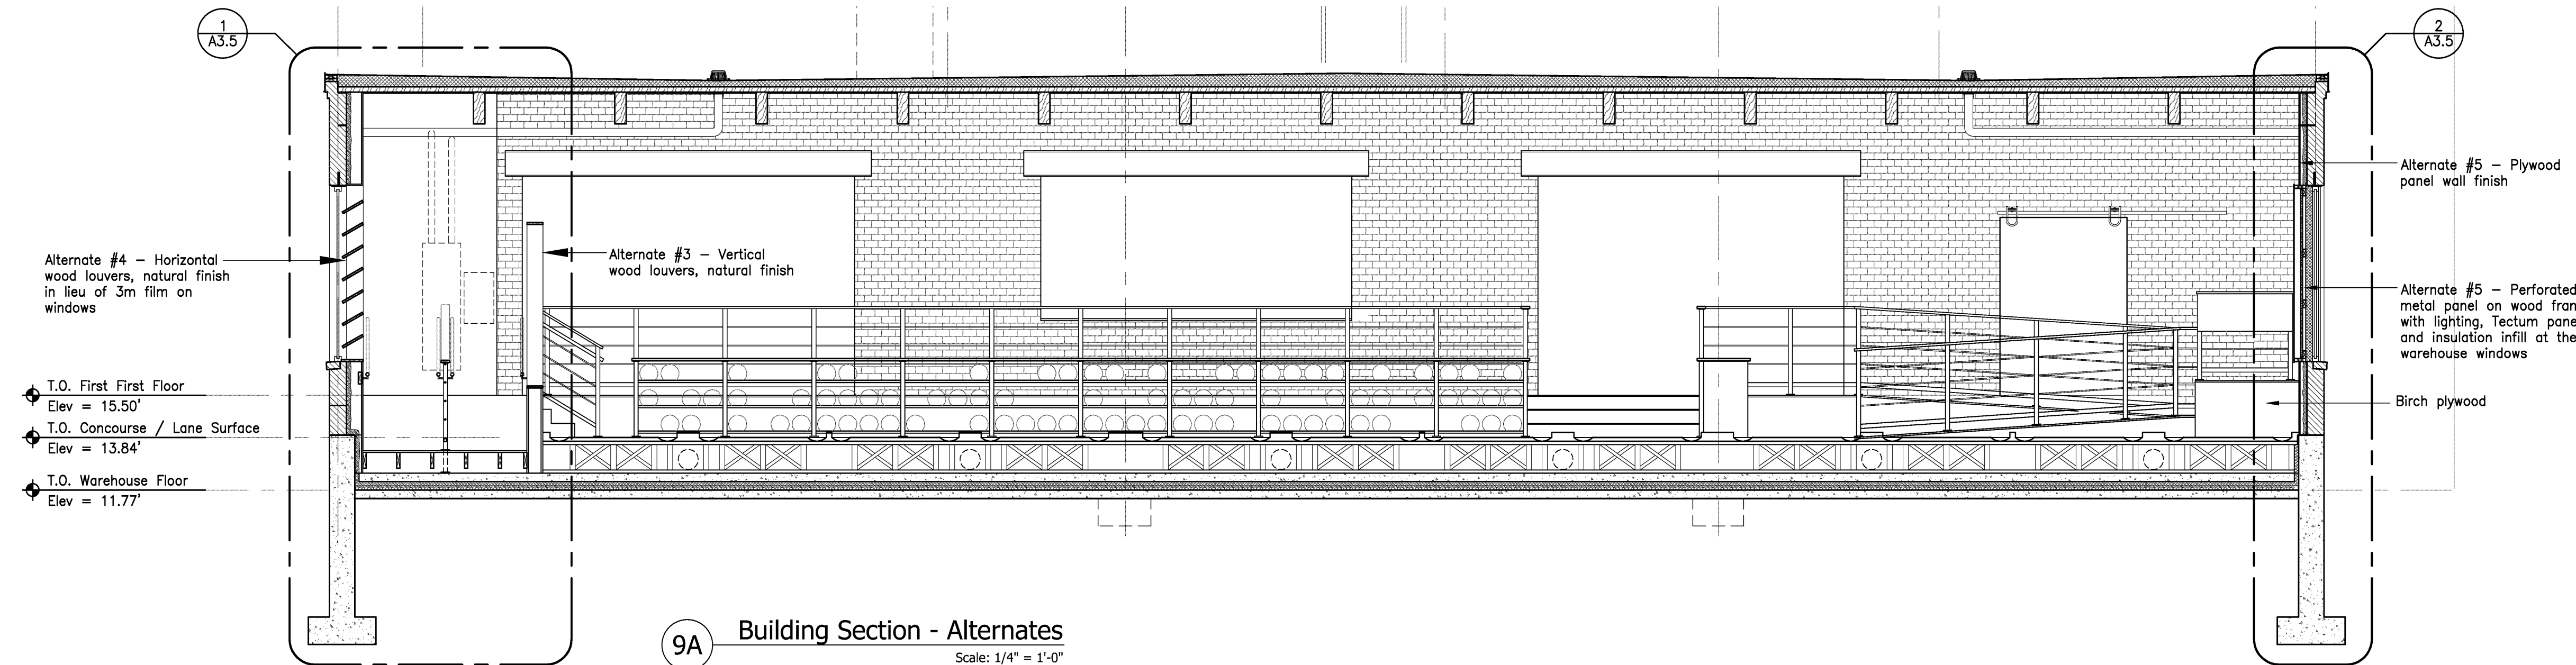 1
A3.5
2
A3.5
Alternate #5 – Plywood
panel wall finish
Alternate #4 – Horizontal
wood louvers, natural finish
in lieu of 3m film on
windows
Alternate #3 – Vertical
wood louvers, natural finish
Alternate #5 – Perforated
metal panel on wood fram
with lighting, Tectum pane
and insulation infill at the
warehouse windows
T.O. First First Floor
Elev = 15.50'
T.O. Concourse / Lane Surface
Elev = 13.84'
Birch plywood
T.O. Warehouse Floor
Elev = 11.77'
9A
Building Section - Alternates
Scale: 1/4" = 1'-0"